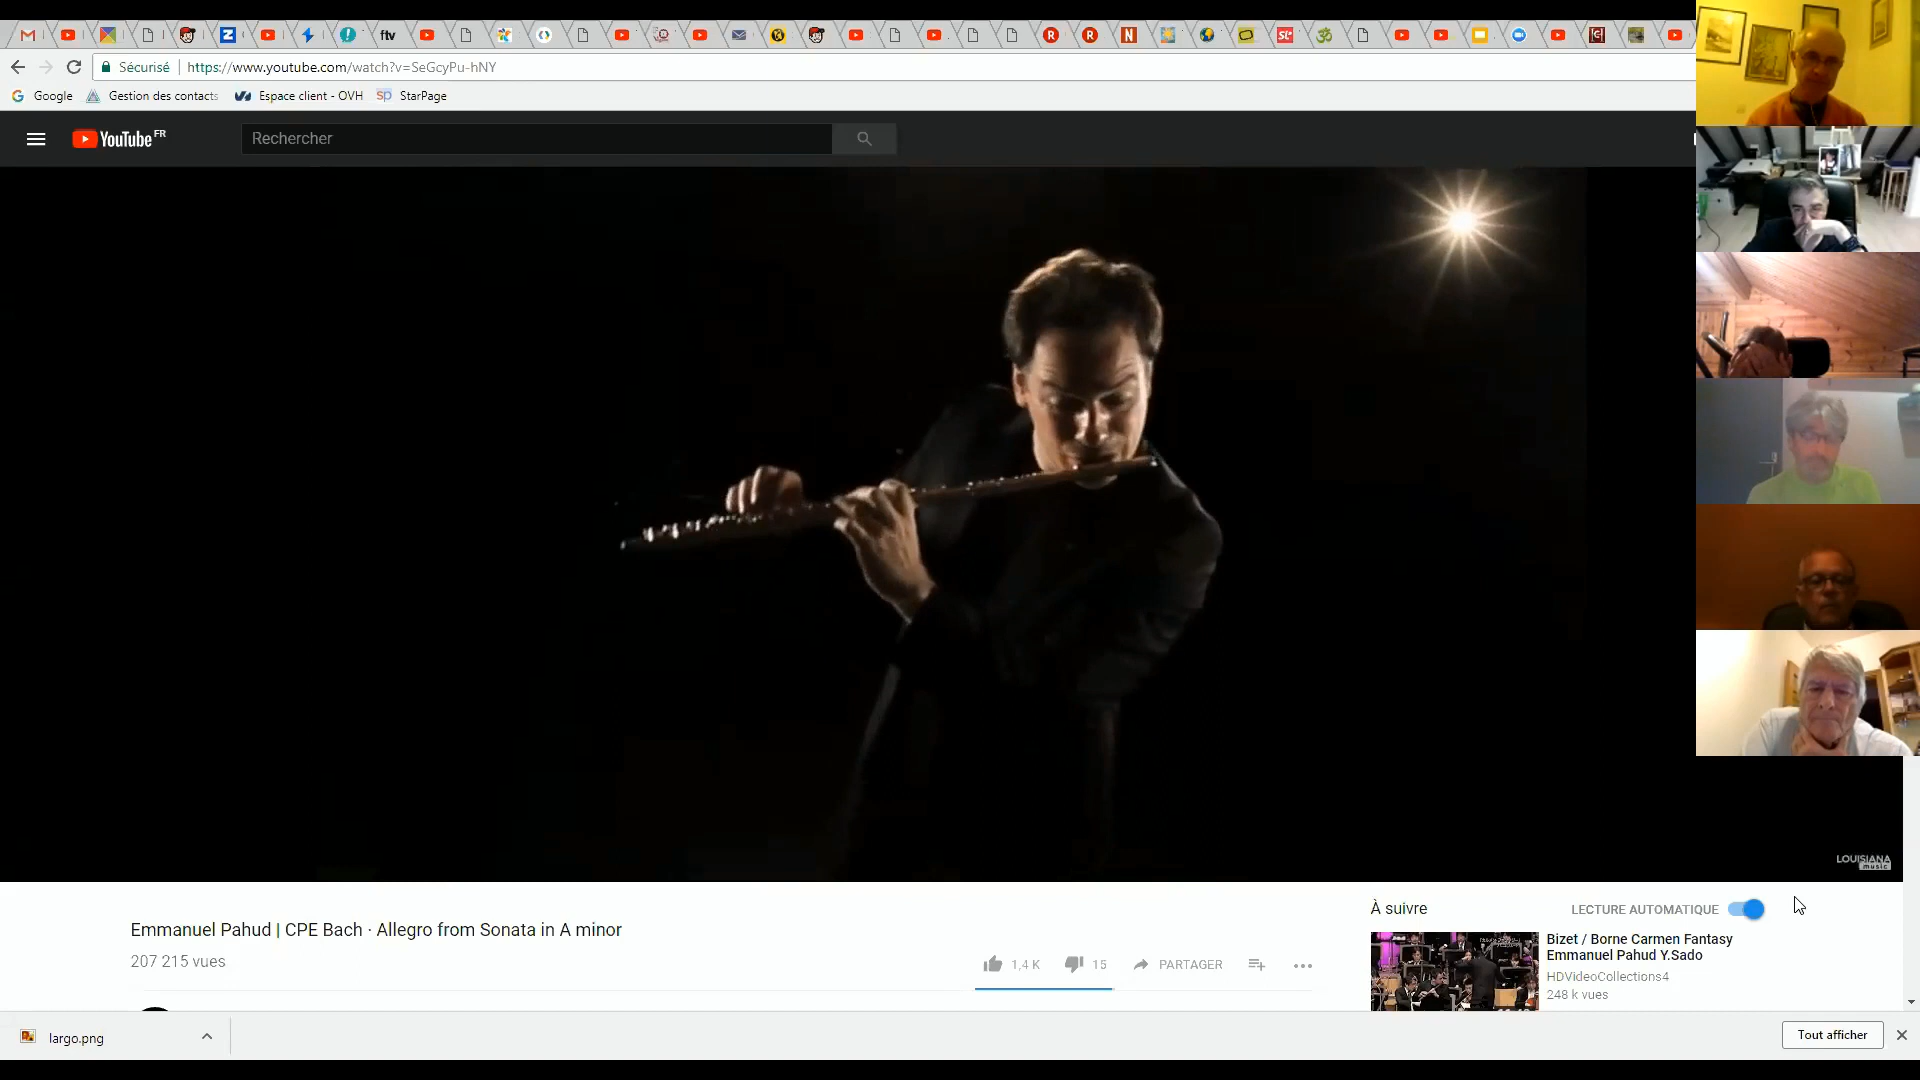 ftv
Sécurisé
https://www.youtube.com/watch?v=SeGcyPu-hNY
Google
Gestion des contacts
Espace client - OVH
StarPage
YouTube FR
Rechercher
LOUISIANA
music
Emmanuel Pahud | CPE Bach · Allegro from Sonata in A minor
207 215 vues
1,4 K
15
PARTAGER
À suivre
LECTURE AUTOMATIQUE
Bizet / Borne Carmen Fantasy
Emmanuel Pahud Y.Sado
HDVideoCollections4
248 k vues
largo.png
Tout afficher